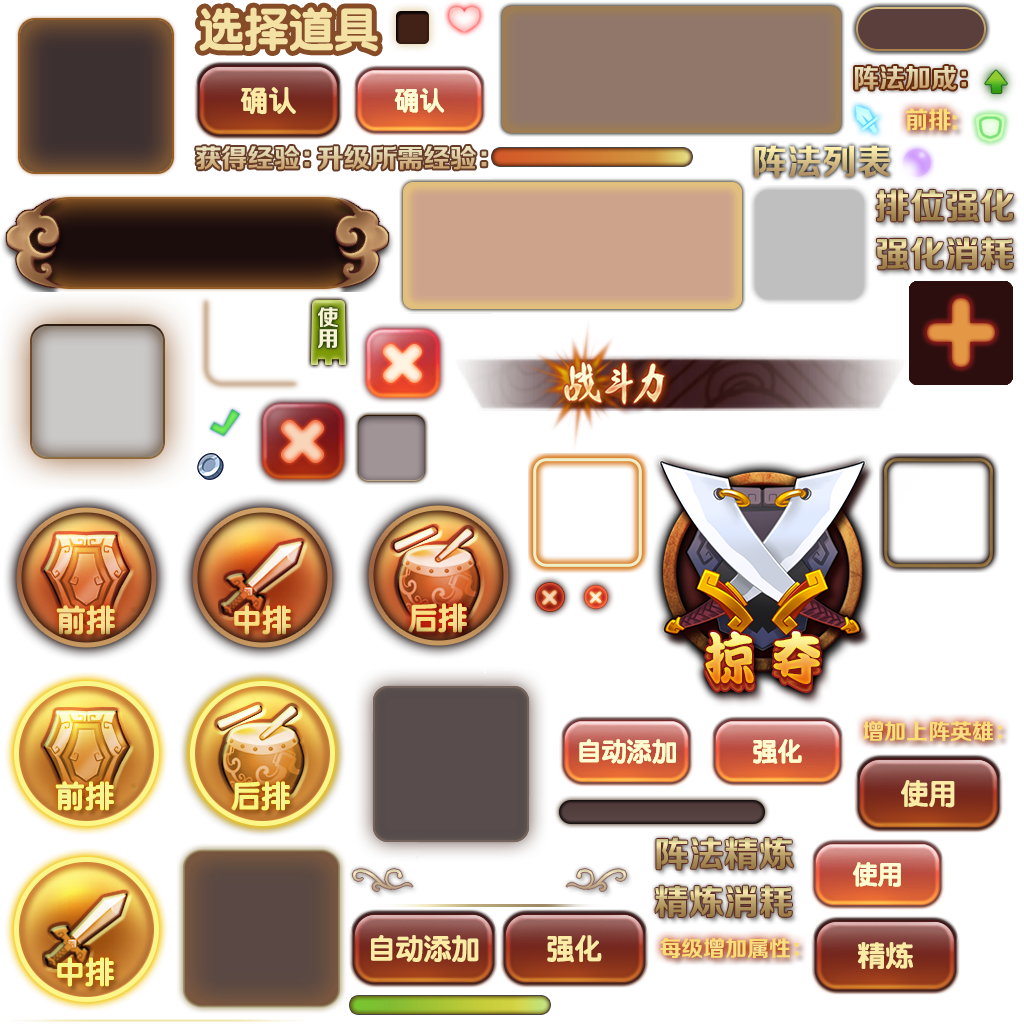 选择道具
确认
确认
获得经验:
升级所需经验:
阵法加成:
前排:
阵法列表
排位强化
强化消耗
使用
战斗力
前排
中排
后排
掠夺
前排
后排
自动添加
强化
增加上阵英雄:
使用
阵法精炼
精炼消耗
使用
中排
自动添加
强化
每级增加属性:
精炼